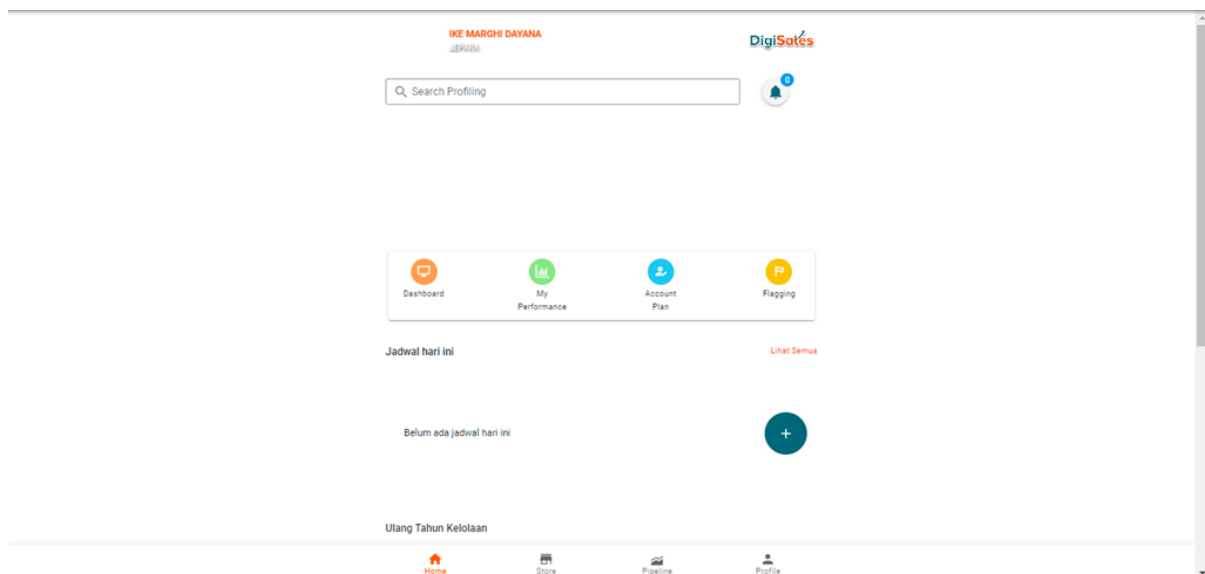 IKE MARGHI DAYANA
JEPARA
DigiSales
Search Profiling
0
Dashboard
My
Performance
Account
Plan
Flagging
Jadwal hari ini
Lihat Semua
Belum ada jadwal hari ini
+
Ulang Tahun Kelolaan
Home
Store
Pipeline
Profile